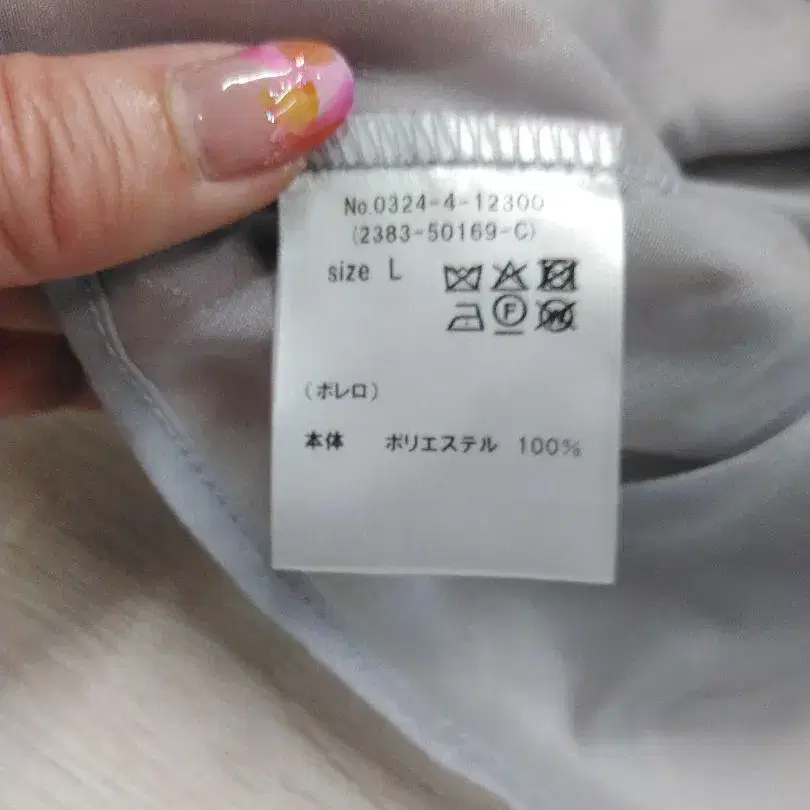 No.0324-4-12300
(2383-50169-C)
size L
F
W
(ボレロ)
本体 ポリエステル 100%